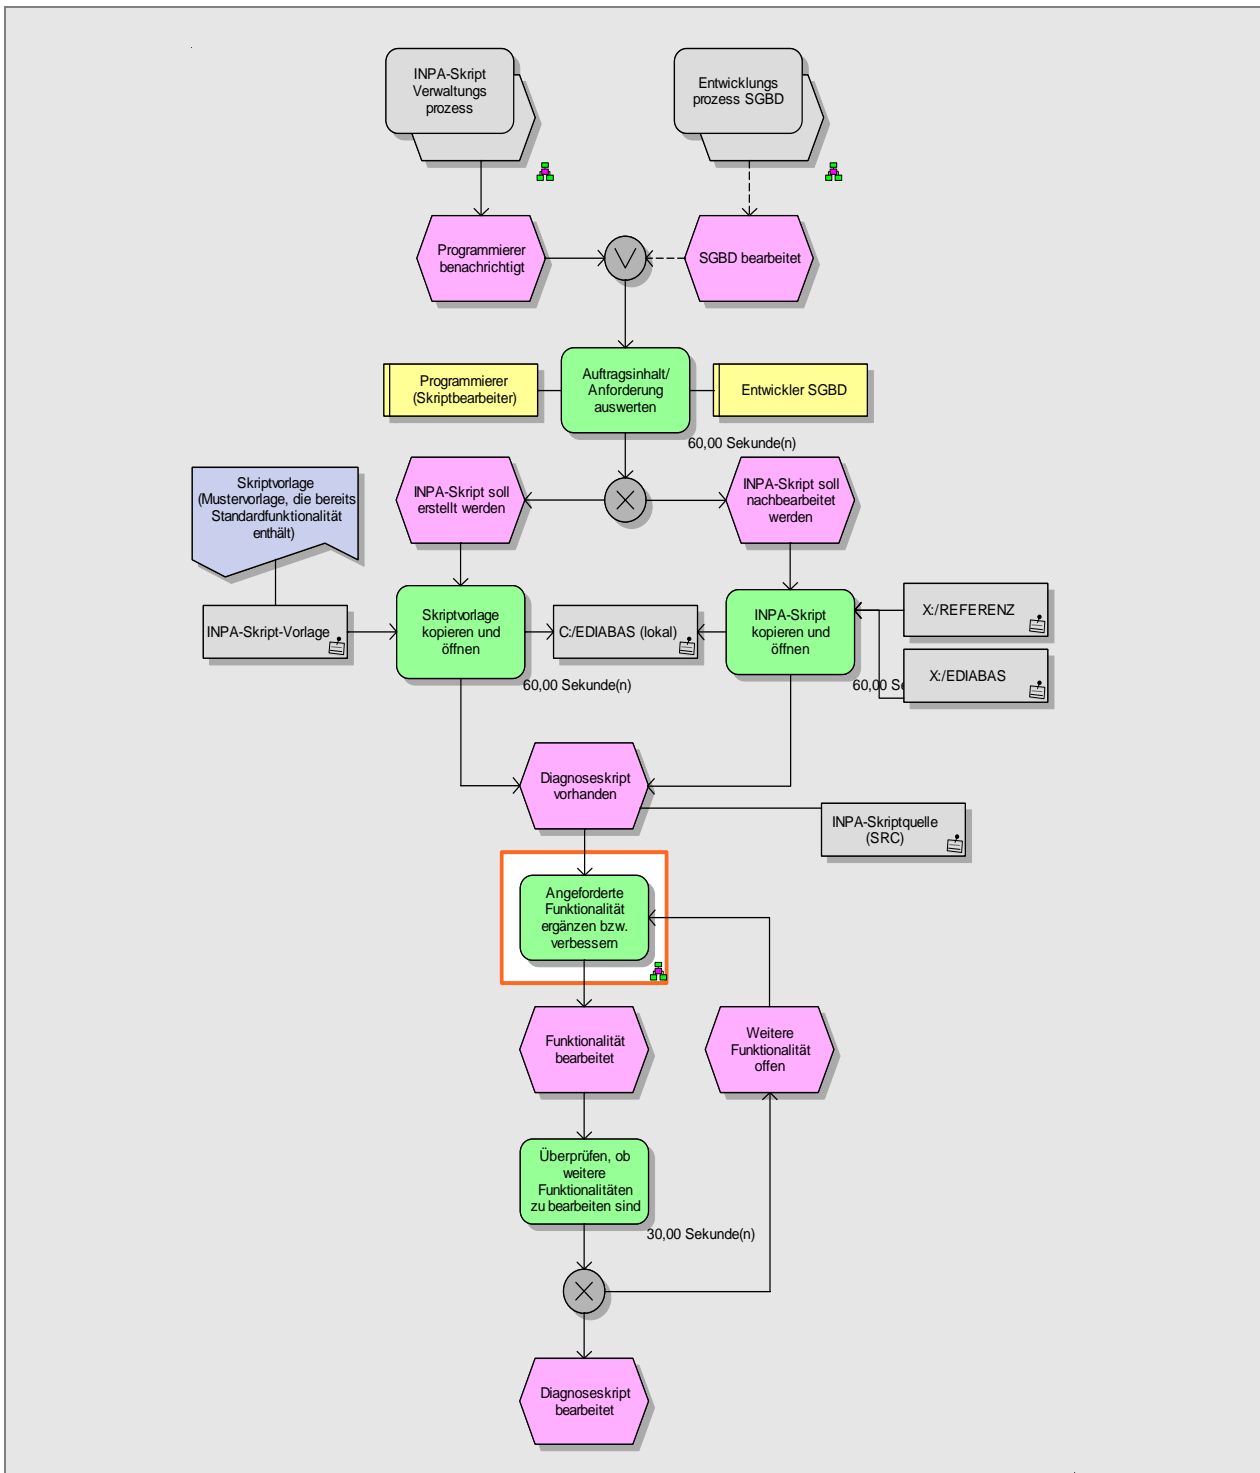 INPA-Skript
Verwaltungs
prozess
Entwicklungs
prozess SGBD
Programmierer
benachrichtigt
SGBD bearbeitet
Programmierer
(Skriptbearbeiter)
Auftragsinhalt/
Anforderung
auswerten
Entwickler SGBD
60,00 Sekunde(n)
Skriptvorlage
(Mustervorlage, die bereits
Standardfunktionalität
enthält)
INPA-Skript soll
erstellt werden
INPA-Skript soll
nachbearbeitet
werden
INPA-Skript-Vorlage
Skriptvorlage
kopieren und
öffnen
C:/EDIABAS (lokal)
INPA-Skript
kopieren und
öffnen
X:/REFERENZ
X:/EDIABAS
60,00 Sekunde(n)
60,00 Se
Diagnoseskript
vorhanden
INPA-Skriptquelle
(SRC)
Angeforderte
Funktionalität
ergänzen bzw.
verbessern
Funktionalität
bearbeitet
Weitere
Funktionalität
offen
Überprüfen, ob
weitere
Funktionalitäten
zu bearbeiten sind
30,00 Sekunde(n)
Diagnoseskript
bearbeitet